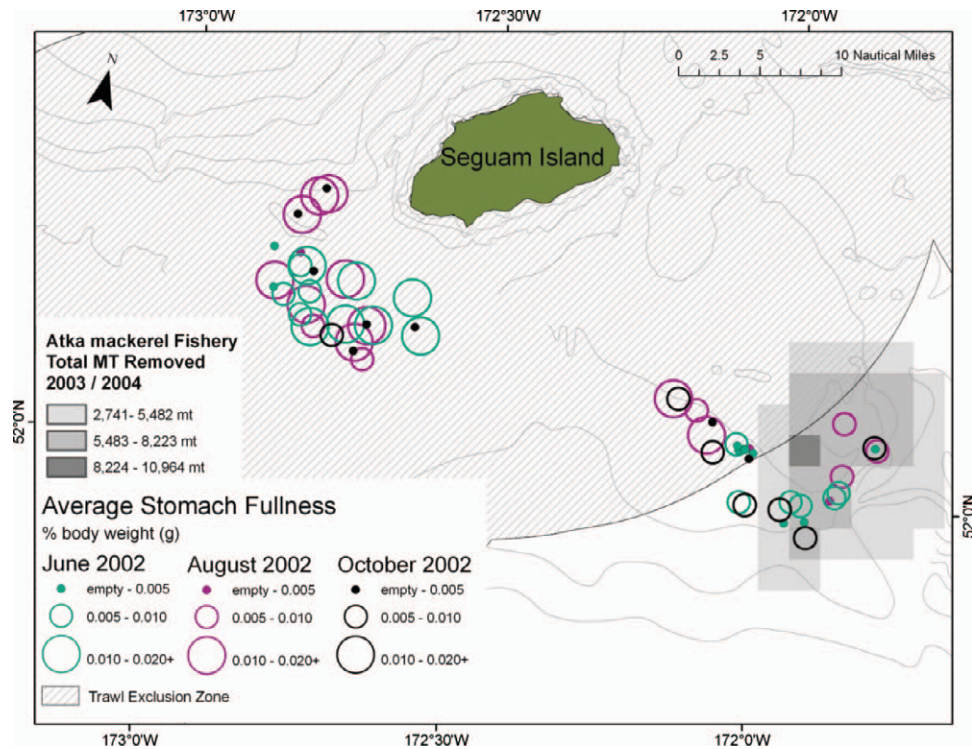 173°0'W 172°30'W 172°0'W
N
0 2.5 5 10 Nautical Miles
Seguam Island
Atka mackerel Fishery
Total MT Removed
2003 / 2004
2,741- 5,482 mt
5,483 - 8,223 mt
8,224 - 10,964 mt
52°0'N
52°0'N
Average Stomach Fullness
% body weight (g)
June 2002 August 2002 October 2002
empty - 0.005 empty - 0.005 empty - 0.005
0.005 - 0.010 0.005 - 0.010 0.005 - 0.010
0.010 - 0.020+ 0.010 - 0.020+ 0.010 - 0.020+
Trawl Exclusion Zone
173°0'W 172°30'W 172°0'W